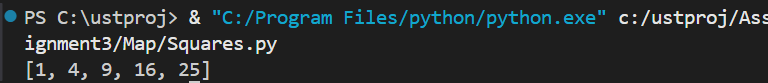 PS C:\ustproj> & "C:/Program Files/python/python.exe" c:/ustproj/Ass
ignment3/Map/Squares.py
[1, 4, 9, 16, 25]